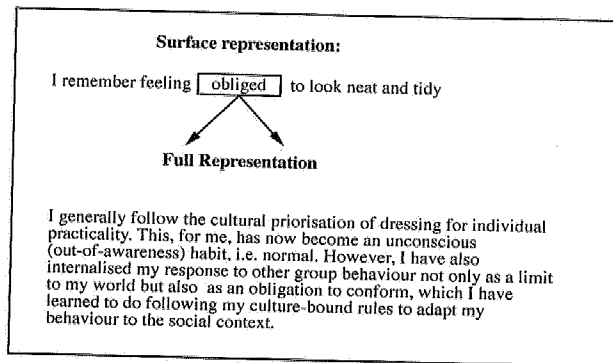 Surface representation:
I remember feeling obliged to look neat and tidy
Full Representation
I generally follow the cultural priorisation of dressing for individual
practicality. This, for me, has now become an unconscious
(out-of-awareness) habit, i.e. normal. However, I have also
internalised my response to other group behaviour not only as a limit
to my world but also as an obligation to conform, which I have
learned to do following my culture-bound rules to adapt my
behaviour to the social context.